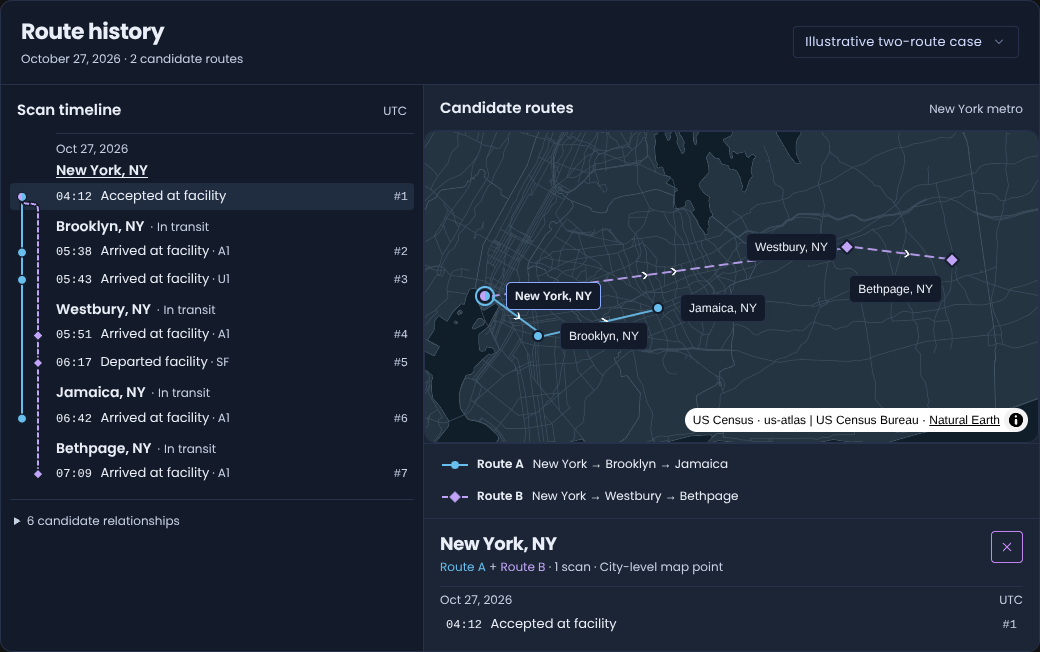 Route history
October 27, 2026 · 2 candidate routes
Illustrative two-route case
Scan timeline
UTC
Oct 27, 2026
New York, NY
04:12 Accepted at facility #1
Brooklyn, NY · In transit
05:38 Arrived at facility · A1 #2
05:43 Arrived at facility · U1 #3
Westbury, NY · In transit
05:51 Arrived at facility · A1 #4
06:17 Departed facility · SF #5
Jamaica, NY · In transit
06:42 Arrived at facility · A1 #6
Bethpage, NY · In transit
07:09 Arrived at facility · A1 #7
6 candidate relationships
Candidate routes
New York metro
Westbury, NY
Bethpage, NY
New York, NY
Jamaica, NY
Brooklyn, NY
US Census · us-atlas | US Census Bureau · Natural Earth
Route A New York → Brooklyn → Jamaica
Route B New York → Westbury → Bethpage
New York, NY
Route A + Route B · 1 scan · City-level map point
Oct 27, 2026 UTC
04:12 Accepted at facility #1